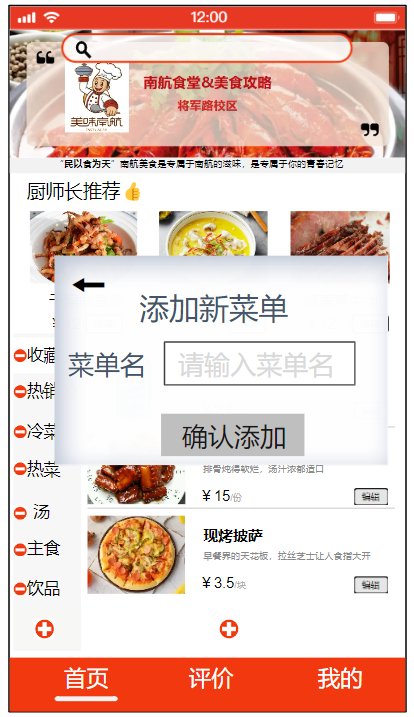 12:00
南航食堂&美食攻略
将军路校区
美味南航
“民以食为天”南航美食是专属于南航的滋味，是专属于你的青春记忆
厨师长推荐👍
添加新菜单
菜单名
请输入菜单名
确认添加
收藏
热销
冷菜
热菜
汤
主食
饮品
排骨炖得软烂，汤汁浓郁适口
￥15/份
编辑
现烤披萨
早餐界的天花板，拉丝芝士让人食指大开
￥3.5/块
编辑
首页
评价
我的